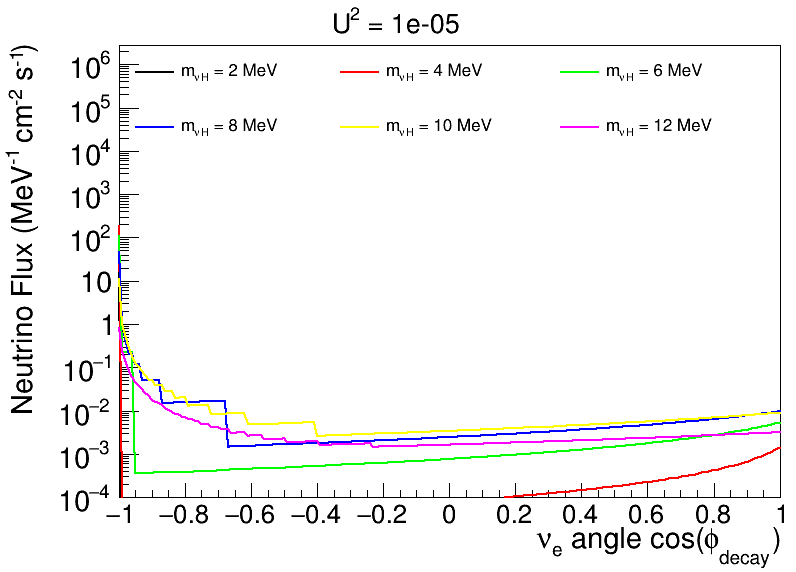 U² = 1e-05
Neutrino Flux (MeV⁻¹ cm⁻² s⁻¹)
10⁶
10⁵
10⁴
10³
10²
10
1
10⁻¹
10⁻²
10⁻³
10⁻⁴
m_νH = 2 MeV m_νH = 4 MeV m_νH = 6 MeV
m_νH = 8 MeV m_νH = 10 MeV m_νH = 12 MeV
−1 −0.8 −0.6 −0.4 −0.2 0 0.2 0.4 0.6 0.8 1
ν_e angle cos(ϕ_decay)